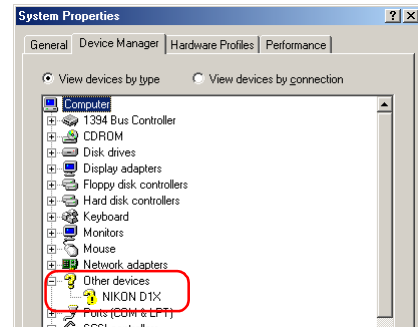 System Properties
General Device Manager Hardware Profiles Performance
View devices by type View devices by connection
Computer
1394 Bus Controller
CDROM
Disk drives
Display adapters
Floppy disk controllers
Hard disk controllers
Keyboard
Monitors
Mouse
Network adapters
Other devices
NIKON D1X
Ports (COM & LPT)